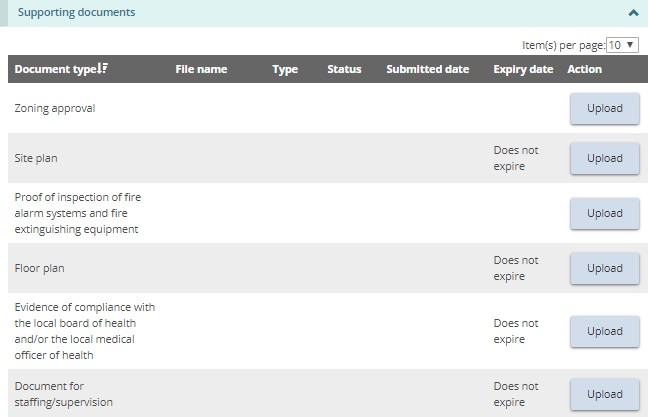 Supporting documents
Item(s) per page: 10
Document type File name Type Status Submitted date Expiry date Action
Zoning approval Upload
Site plan Does not expire Upload
Proof of inspection of fire
alarm systems and fire
extinguishing equipment Upload
Floor plan Does not expire Upload
Evidence of compliance with
the local board of health
and/or the local medical
officer of health Does not expire Upload
Document for
staffing/supervision Does not expire Upload